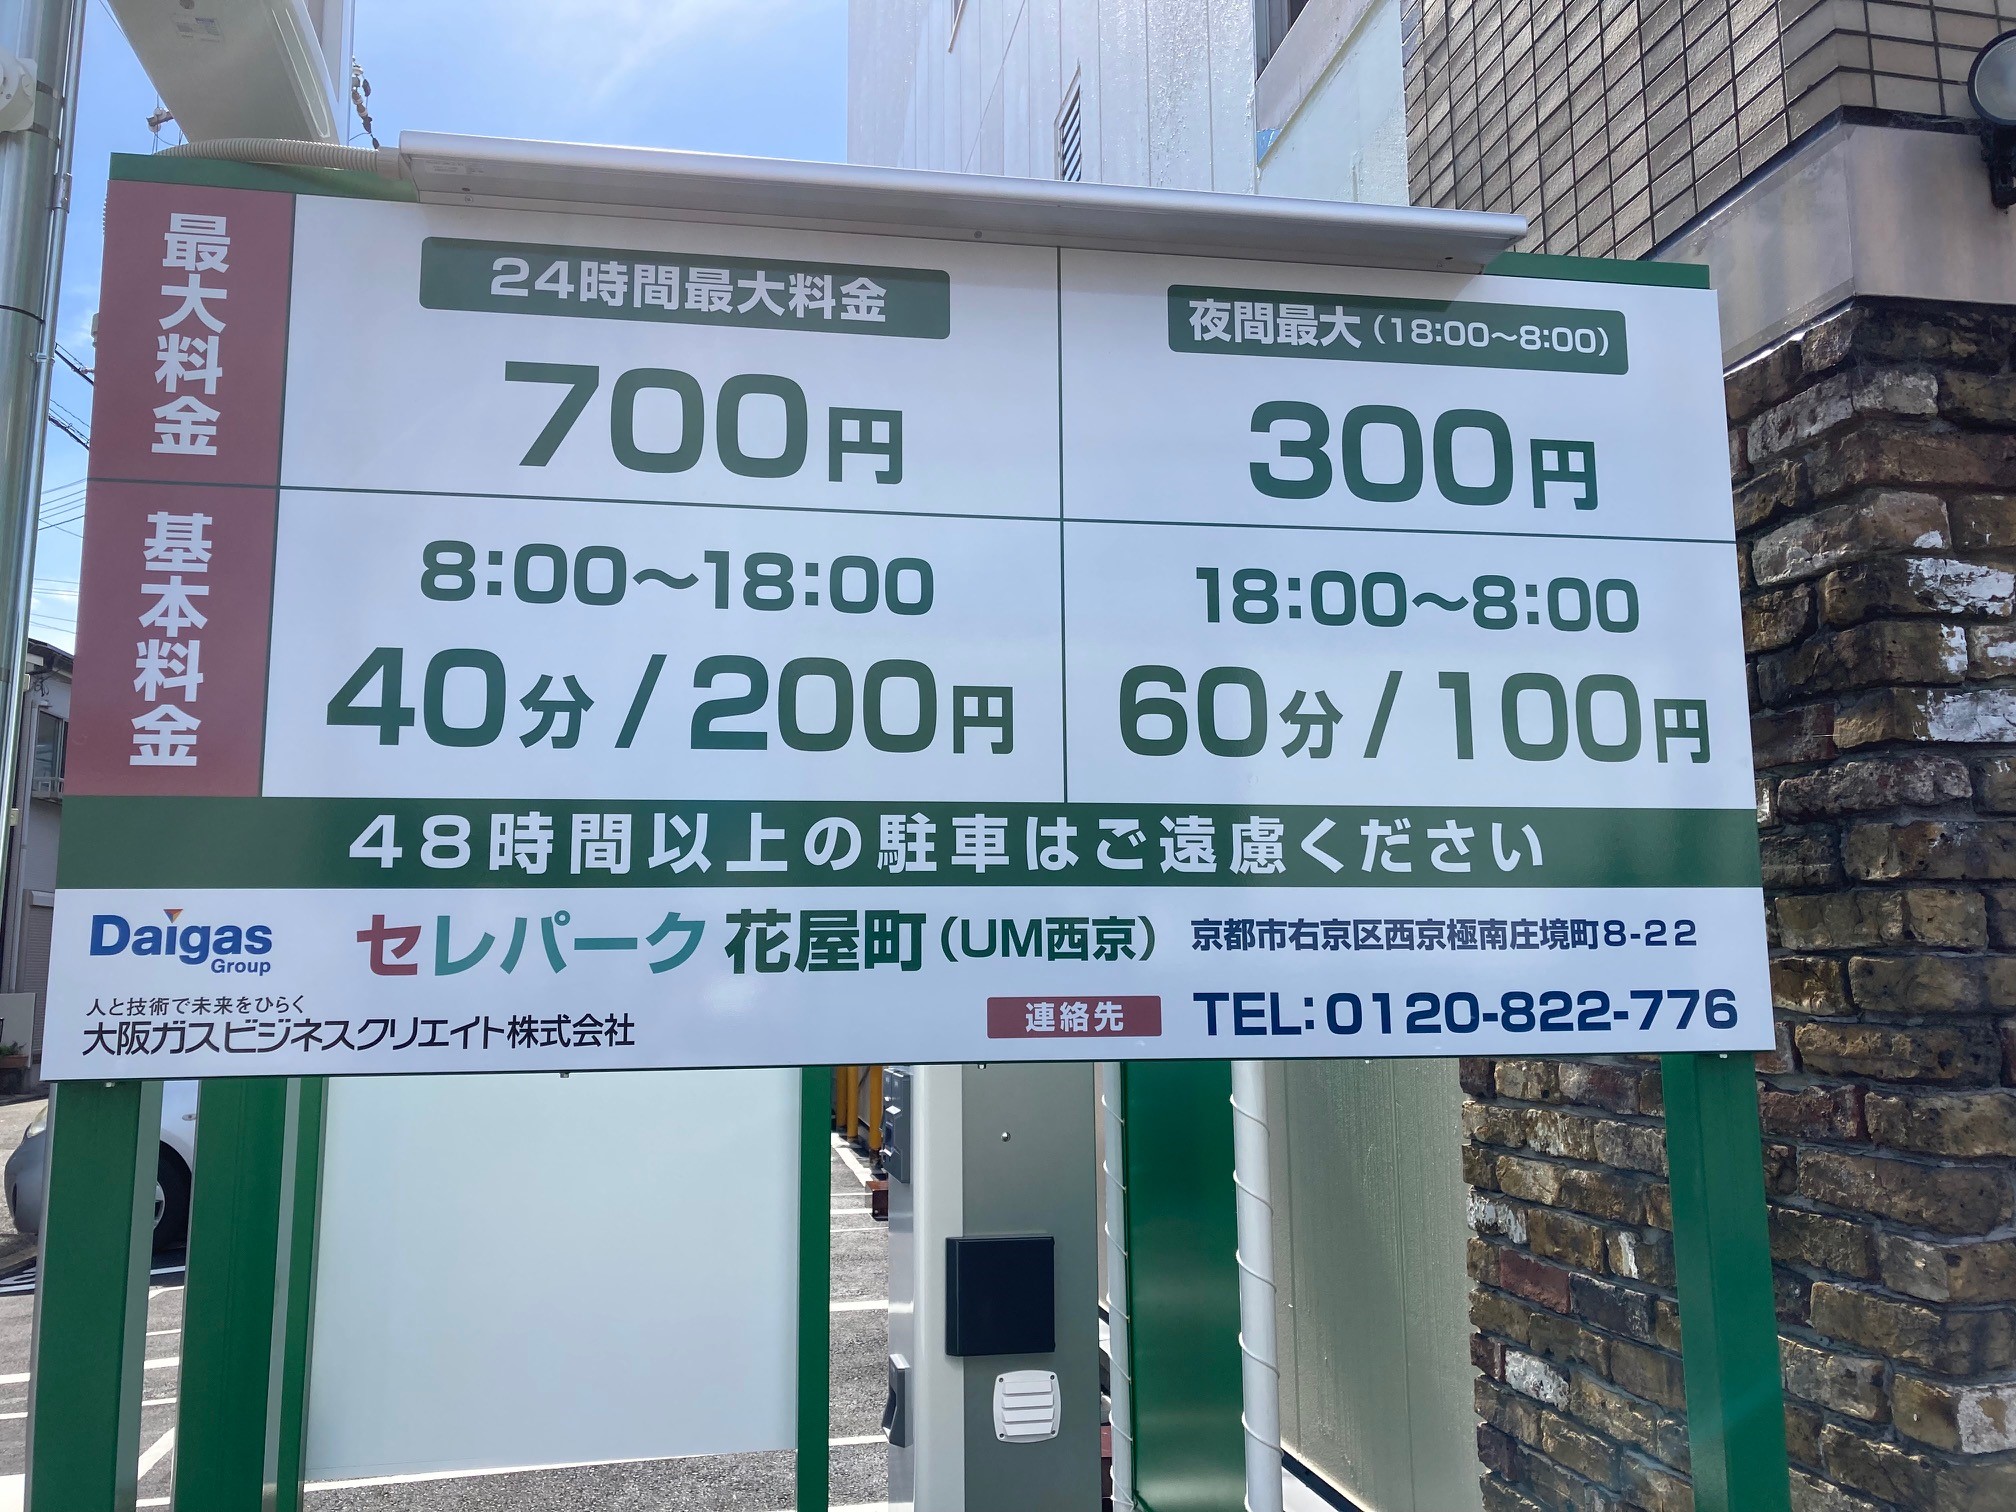 最大料金
24時間最大料金
700円
夜間最大(18:00〜8:00)
300円
基本料金
8:00〜18:00
40分/200円
18:00〜8:00
60分/100円
48時間以上の駐車はご遠慮ください
Daigas
Group
セレパーク 花屋町(UM西京) 京都市右京区西京極南庄境町8-22
人と技術で未来をひらく
大阪ガスビジネスクリエイト株式会社
連絡先 TEL:0120-822-776